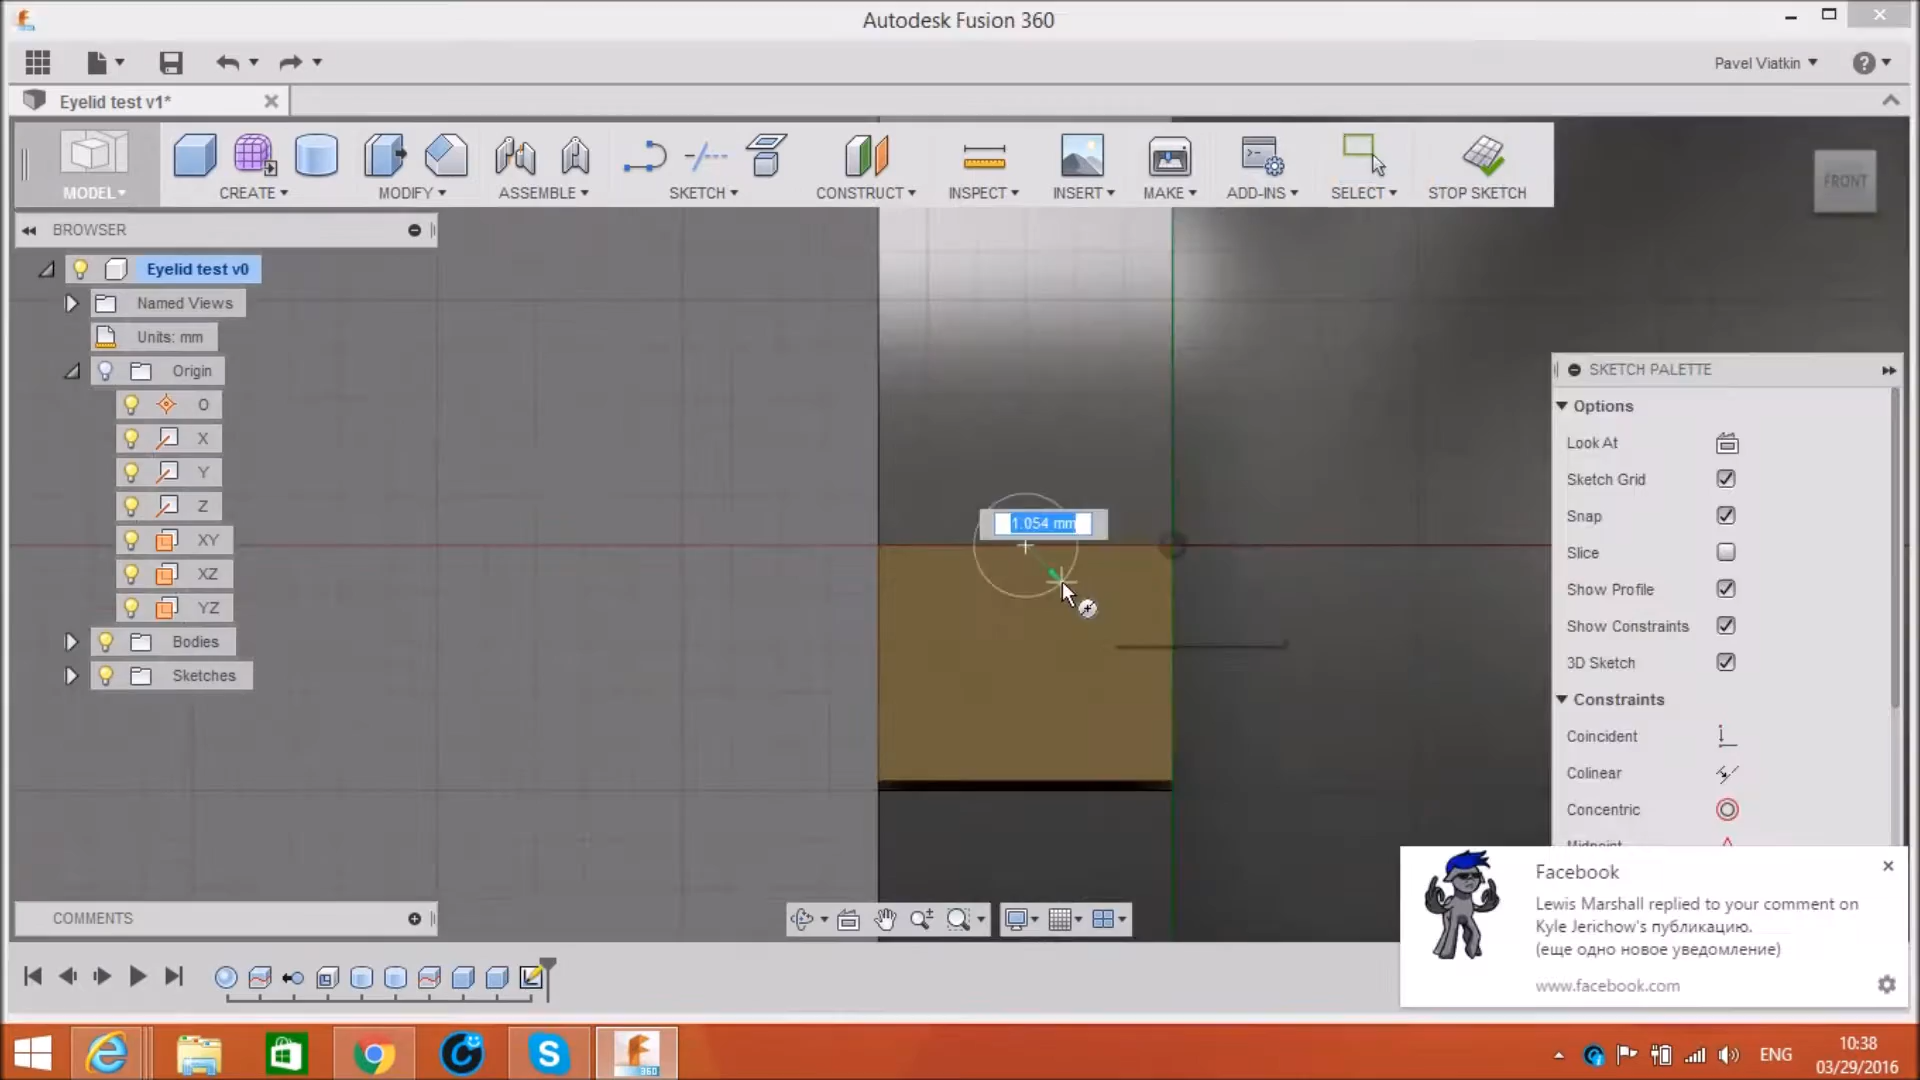 Autodesk Fusion 360
Pavel Viatkin
Eyelid test v1*
MODEL
CREATE
MODIFY
ASSEMBLE
SKETCH
CONSTRUCT
INSPECT
INSERT
MAKE
ADD-INS
SELECT
STOP SKETCH
FRONT
BROWSER
Eyelid test v0
Named Views
Units: mm
Origin
O
X
Y
Z
XY
XZ
YZ
Bodies
Sketches
1.054 mm
SKETCH PALETTE
Options
Look At
Sketch Grid
Snap
Slice
Show Profile
Show Constraints
3D Sketch
Constraints
Coincident
Colinear
Concentric
Midpoint
Facebook
Lewis Marshall replied to your comment on
Kyle Jerichow's публикацию.
(еще одно новое уведомление)
www.facebook.com
COMMENTS
360
ENG
10:38
03/29/2016